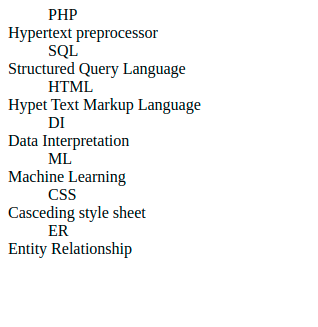 PHP
Hypertext preprocessor
SQL
Structured Query Language
HTML
Hypet Text Markup Language
DI
Data Interpretation
ML
Machine Learning
CSS
Casceding style sheet
ER
Entity Relationship